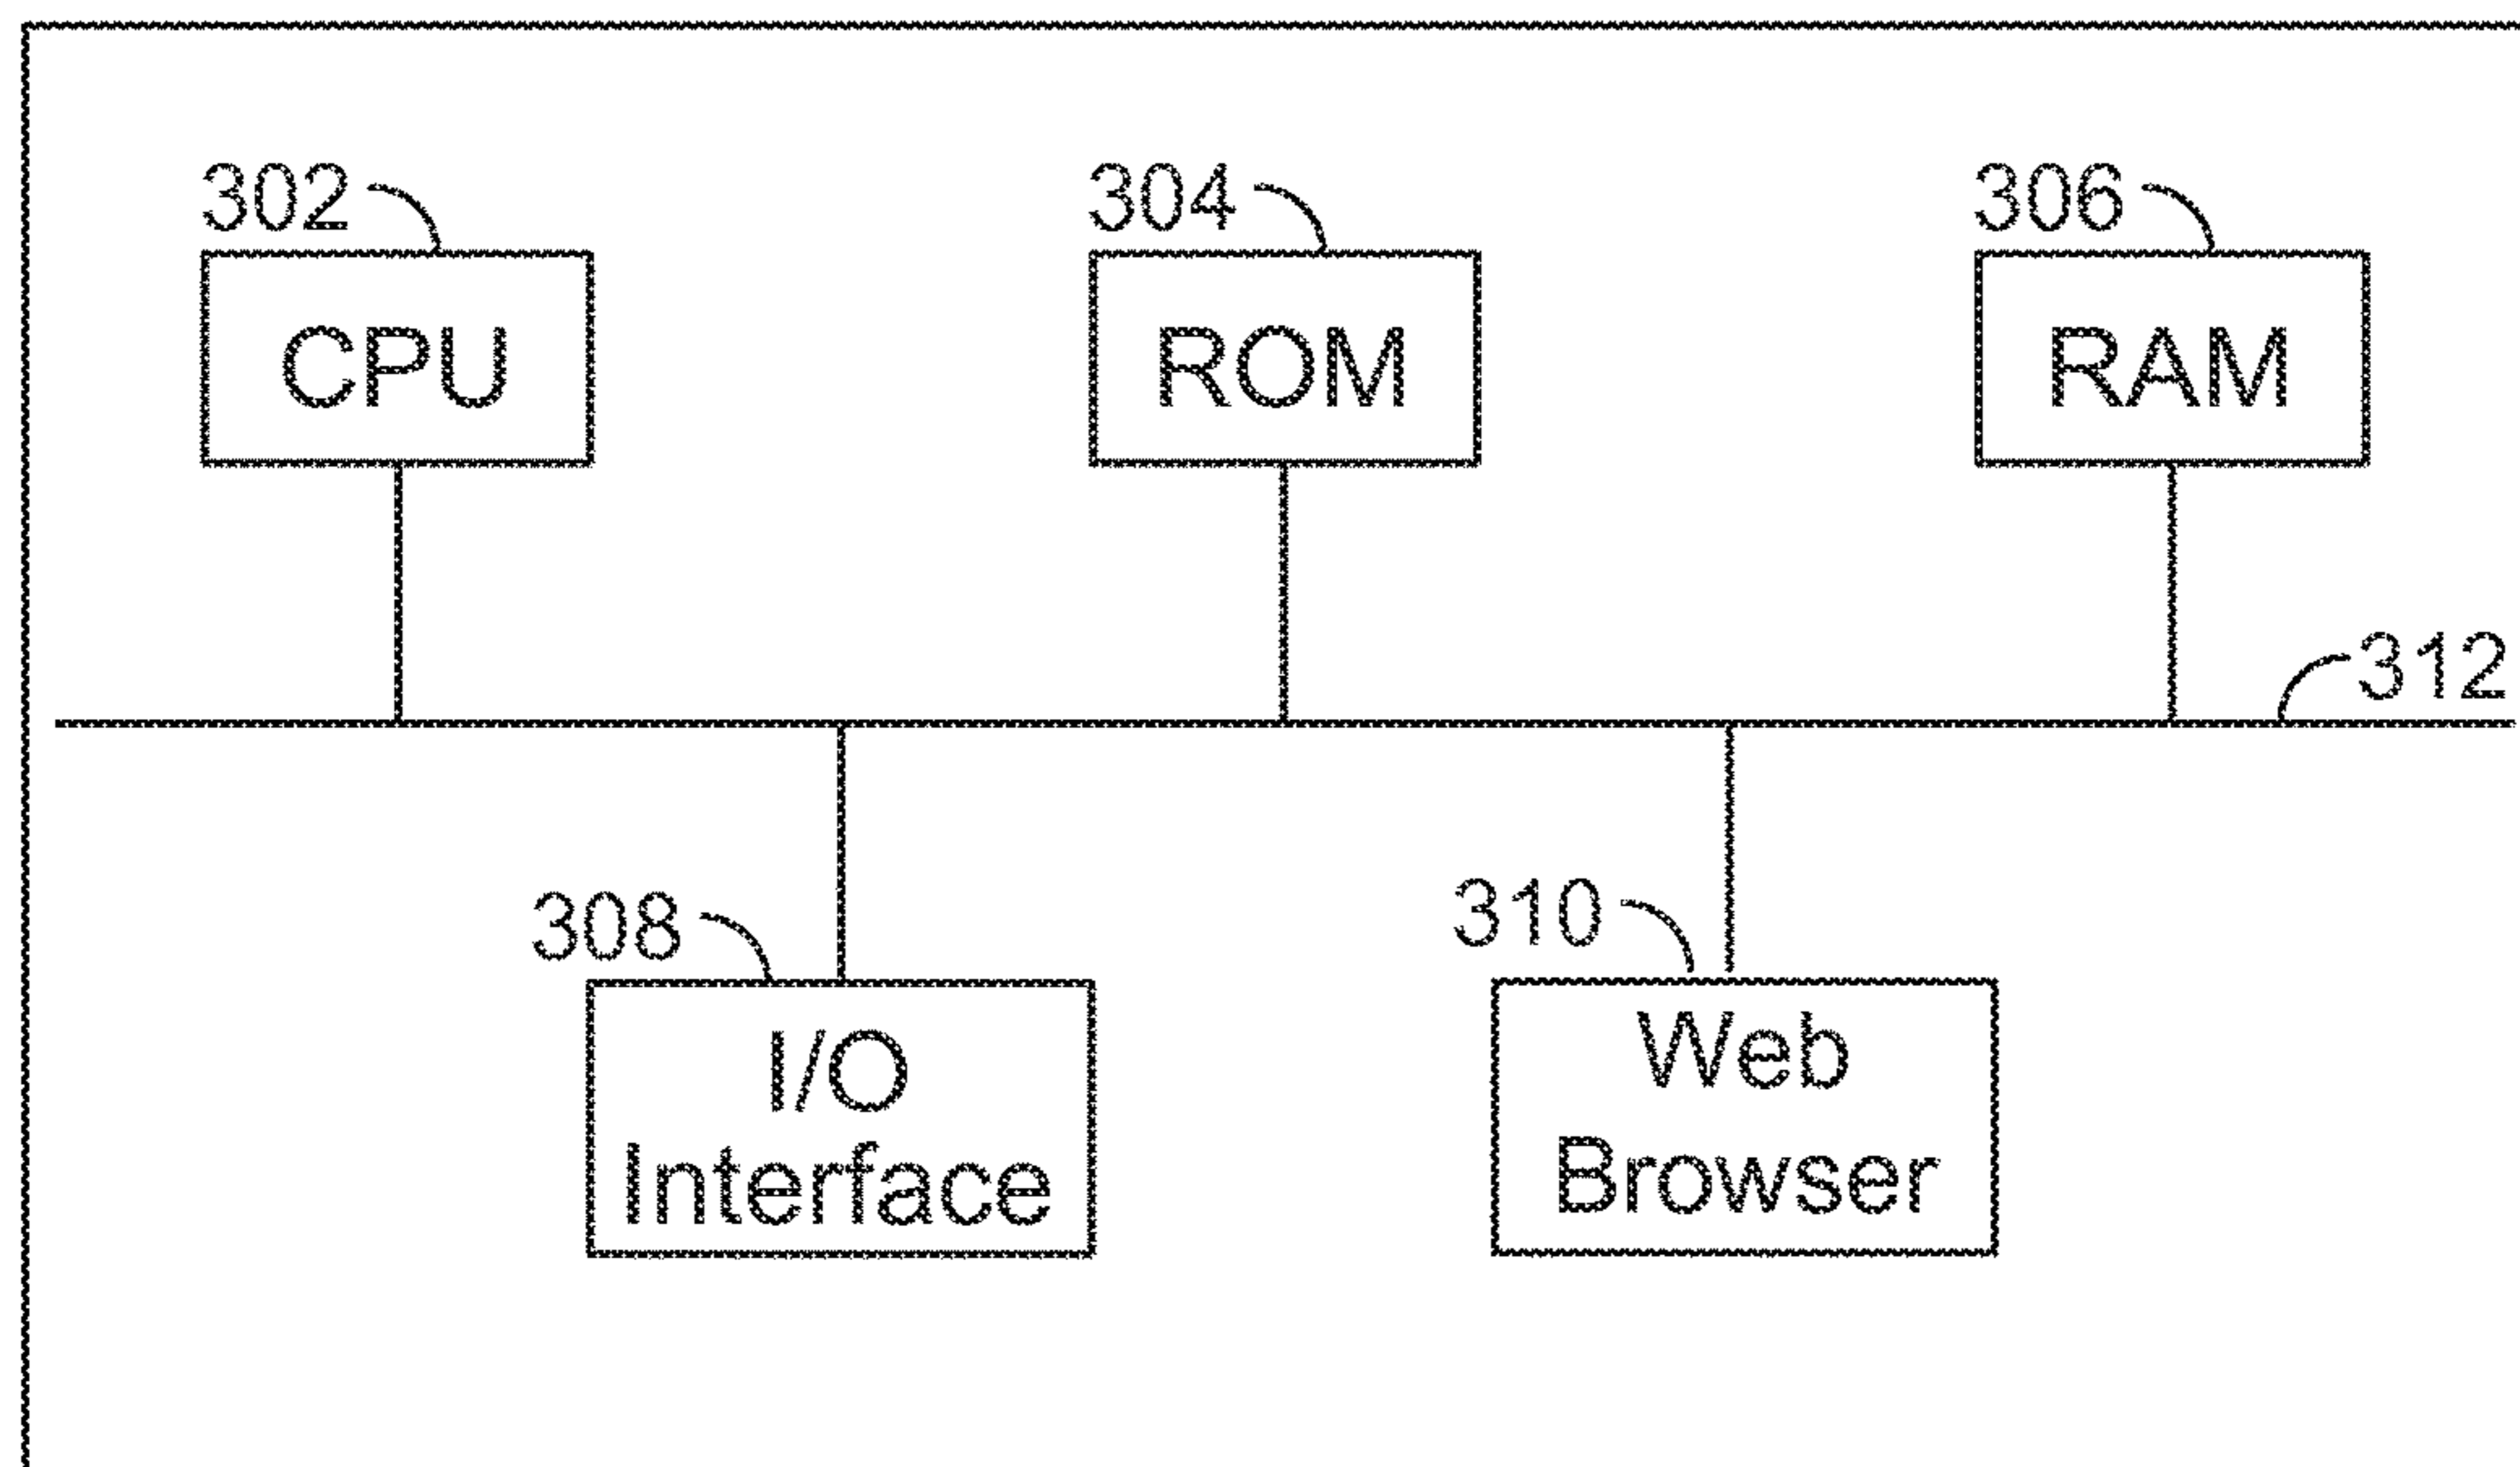 302
304
306
CPU
ROM
RAM
312
308
310
I/O
Interface
Web
Browser